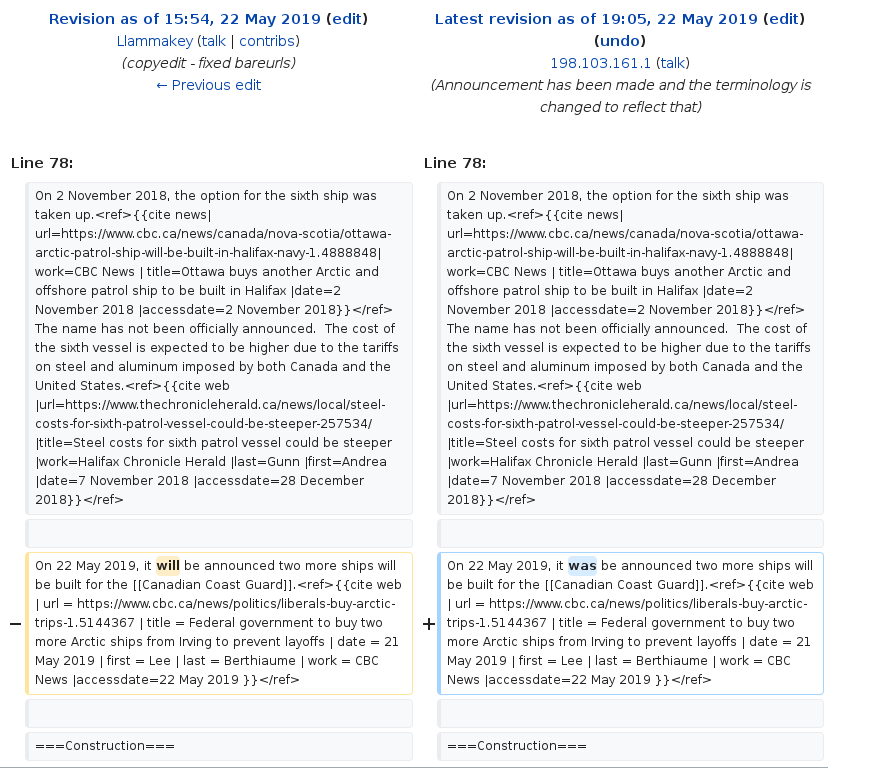 Revision as of 15:54, 22 May 2019 (edit)
Llammakey (talk | contribs)
(copyedit - fixed bareurls)
← Previous edit
Latest revision as of 19:05, 22 May 2019 (edit)
(undo)
198.103.161.1 (talk)
(Announcement has been made and the terminology is
changed to reflect that)
Line 78:
On 2 November 2018, the option for the sixth ship was
taken up.<ref>{{cite news|
url=https://www.cbc.ca/news/canada/nova-scotia/ottawa-
arctic-patrol-ship-will-be-built-in-halifax-navy-1.4888848|
work=CBC News | title=Ottawa buys another Arctic and
offshore patrol ship to be built in Halifax |date=2
November 2018 |accessdate=2 November 2018}}</ref>
The name has not been officially announced.  The cost of
the sixth vessel is expected to be higher due to the tariffs
on steel and aluminum imposed by both Canada and the
United States.<ref>{{cite web
|url=https://www.thechronicleherald.ca/news/local/steel-
costs-for-sixth-patrol-vessel-could-be-steeper-257534/
|title=Steel costs for sixth patrol vessel could be steeper
|work=Halifax Chronicle Herald |last=Gunn |first=Andrea
|date=7 November 2018 |accessdate=28 December
2018}}</ref>
− On 22 May 2019, it will be announced two more ships will
be built for the [[Canadian Coast Guard]].<ref>{{cite web
| url = https://www.cbc.ca/news/politics/liberals-buy-arctic-
trips-1.5144367 | title = Federal government to buy two
more Arctic ships from Irving to prevent layoffs | date = 21
May 2019 | first = Lee | last = Berthiaume | work = CBC
News |accessdate=22 May 2019 }}</ref>
===Construction===
Line 78:
On 2 November 2018, the option for the sixth ship was
taken up.<ref>{{cite news|
url=https://www.cbc.ca/news/canada/nova-scotia/ottawa-
arctic-patrol-ship-will-be-built-in-halifax-navy-1.4888848|
work=CBC News | title=Ottawa buys another Arctic and
offshore patrol ship to be built in Halifax |date=2
November 2018 |accessdate=2 November 2018}}</ref>
The name has not been officially announced.  The cost of
the sixth vessel is expected to be higher due to the tariffs
on steel and aluminum imposed by both Canada and the
United States.<ref>{{cite web
|url=https://www.thechronicleherald.ca/news/local/steel-
costs-for-sixth-patrol-vessel-could-be-steeper-257534/
|title=Steel costs for sixth patrol vessel could be steeper
|work=Halifax Chronicle Herald |last=Gunn |first=Andrea
|date=7 November 2018 |accessdate=28 December
2018}}</ref>
+ On 22 May 2019, it was be announced two more ships will
be built for the [[Canadian Coast Guard]].<ref>{{cite web
| url = https://www.cbc.ca/news/politics/liberals-buy-arctic-
trips-1.5144367 | title = Federal government to buy two
more Arctic ships from Irving to prevent layoffs | date = 21
May 2019 | first = Lee | last = Berthiaume | work = CBC
News |accessdate=22 May 2019 }}</ref>
===Construction===